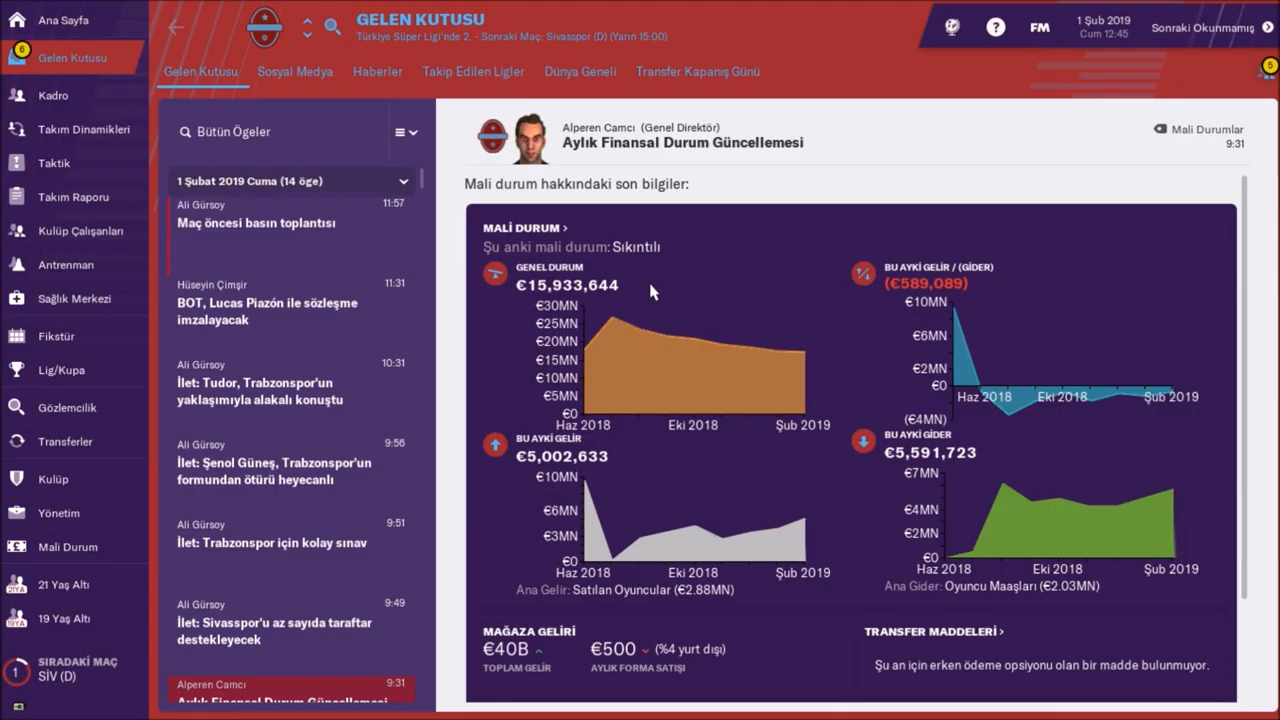 Ana Sayfa
6
Gelen Kutusu
Kadro
Takım Dinamikleri
Taktik
Takım Raporu
Kulüp Çalışanları
Antrenman
Sağlık Merkezi
Fikstür
Lig/Kupa
Gözlemcilik
Transferler
Kulüp
Yönetim
Mali Durum
21YA
21 Yaş Altı
19YA
19 Yaş Altı
1
SIRADAKİ MAÇ
SİV (D)
GELEN KUTUSU
Türkiye Süper Ligi'nde 2. - Sonraki Maç: Sivasspor (D) (Yarın 15:00)
?
FM
1 Şub 2019
Cum 12:45
Sonraki Okunmamış
5
Gelen Kutusu
Sosyal Medya
Haberler
Takip Edilen Ligler
Dünya Geneli
Transfer Kapanış Günü
Bütün Ögeler
1 Şubat 2019 Cuma (14 öge)
Ali Gürsoy 11:57
Maç öncesi basın toplantısı
Hüseyin Çimşir 11:31
BOT, Lucas Piazón ile sözleşme
imzalayacak
Ali Gürsoy 10:31
İlet: Tudor, Trabzonspor'un
yaklaşımıyla alakalı konuştu
Ali Gürsoy 9:56
İlet: Şenol Güneş, Trabzonspor'un
formundan ötürü heyecanlı
Ali Gürsoy 9:51
İlet: Trabzonspor için kolay sınav
Ali Gürsoy 9:49
İlet: Sivasspor'u az sayıda taraftar
destekleyecek
Alperen Camcı 9:31
Aylık Finansal Durum Güncellemesi
Alperen Camcı (Genel Direktör)
Aylık Finansal Durum Güncellemesi
Mali Durumlar
9:31
Mali durum hakkındaki son bilgiler:
MALİ DURUM
Şu anki mali durum: Sıkıntılı
GENEL DURUM
€15,933,644
€30MN
€25MN
€20MN
€15MN
€10MN
€5MN
€0
Haz 2018 Eki 2018 Şub 2019
BU AYKİ GELİR / (GİDER)
(€589,089)
€10MN
€6MN
€2MN
€0
(€4MN)
Haz 2018 Eki 2018 Şub 2019
BU AYKİ GELİR
€5,002,633
€10MN
€6MN
€3MN
€0
Haz 2018 Eki 2018 Şub 2019
Ana Gelir: Satılan Oyuncular (€2.88MN)
BU AYKİ GİDER
€5,591,723
€7MN
€4MN
€2MN
€0
Haz 2018 Eki 2018 Şub 2019
Ana Gider: Oyuncu Maaşları (€2.03MN)
MAĞAZA GELİRİ
€40B €500 (%4 yurt dışı)
TOPLAM GELİR AYLIK FORMA SATIŞI
TRANSFER MADDELERİ
Şu an için erken ödeme opsiyonu olan bir madde bulunmuyor.